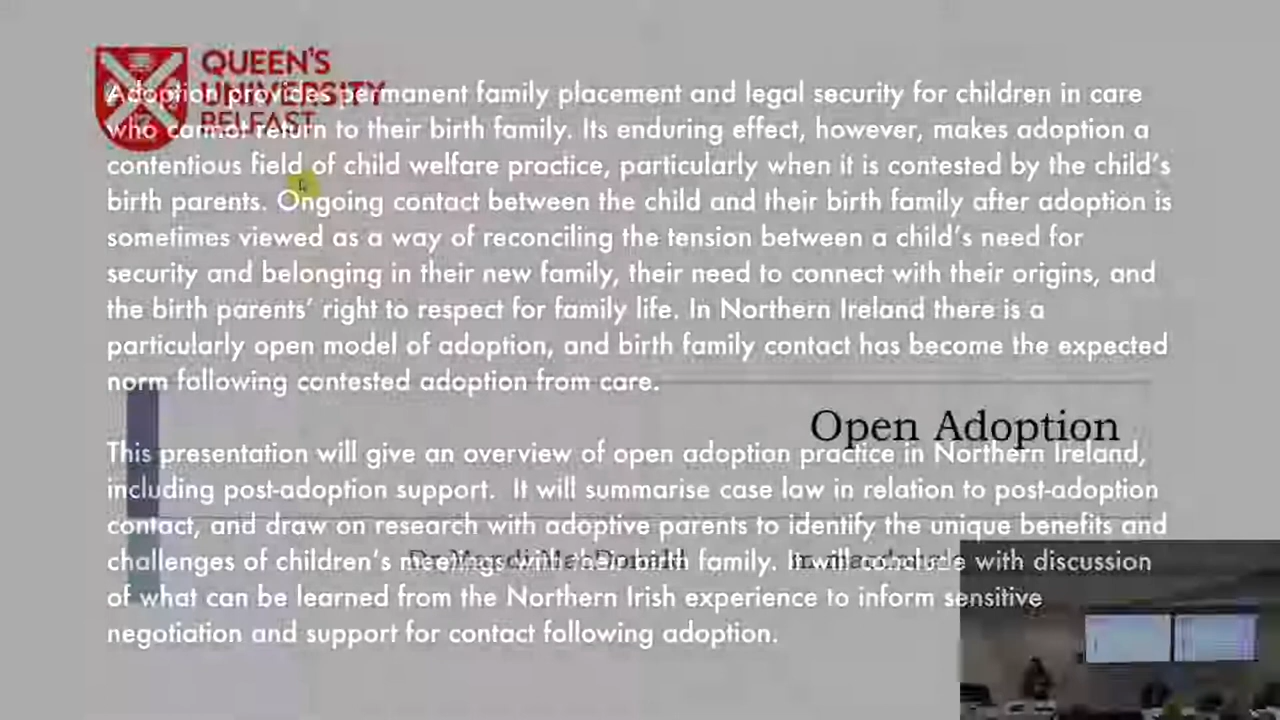 QUEEN'S
UNIVERSITY
BELFAST
Adoption provides permanent family placement and legal security for children in care
who cannot return to their birth family. Its enduring effect, however, makes adoption a
contentious field of child welfare practice, particularly when it is contested by the child's
birth parents. Ongoing contact between the child and their birth family after adoption is
sometimes viewed as a way of reconciling the tension between a child's need for
security and belonging in their new family, their need to connect with their origins, and
the birth parents' right to respect for family life. In Northern Ireland there is a
particularly open model of adoption, and birth family contact has become the expected
norm following contested adoption from care.
Open Adoption
This presentation will give an overview of open adoption practice in Northern Ireland,
including post-adoption support. It will summarise case law in relation to post-adoption
contact, and draw on research with adoptive parents to identify the unique benefits and
challenges of children's meetings with their birth family. It will conclude with discussion
Dr Mandi MacDonald
of what can be learned from the Northern Irish experience to inform sensitive
negotiation and support for contact following adoption.